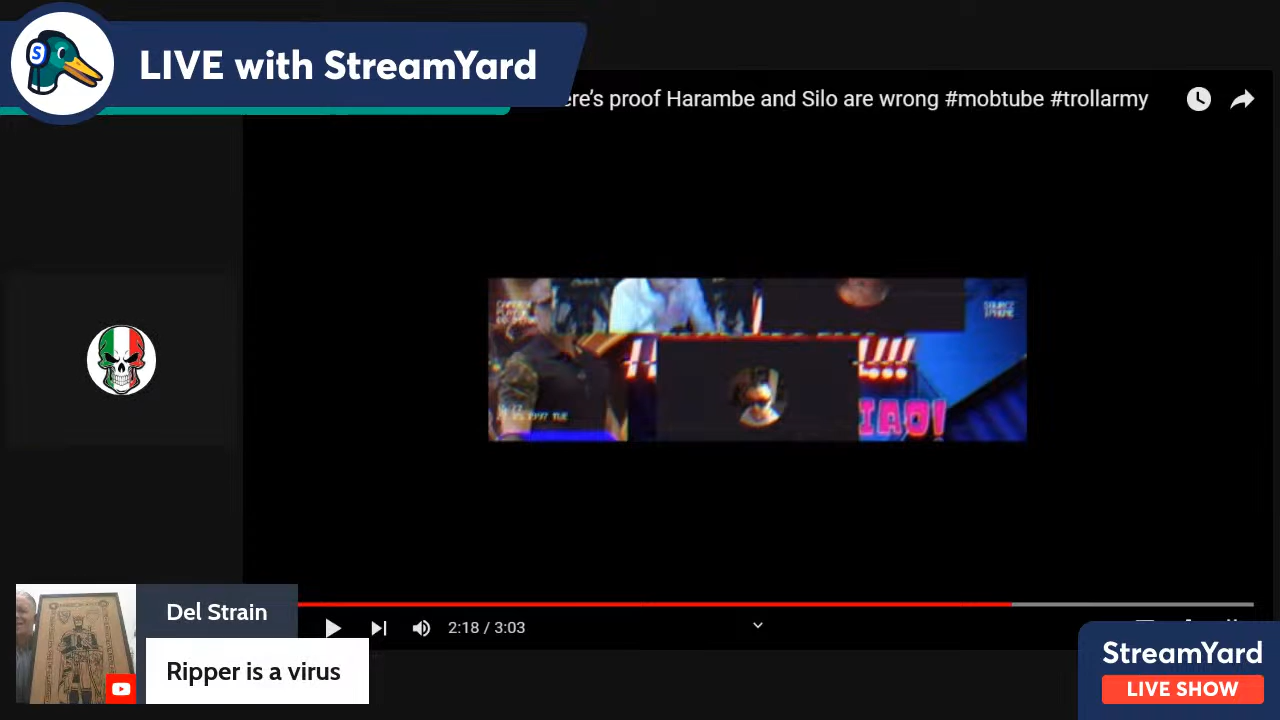 S
LIVE with StreamYard
ere's proof Harambe and Silo are wrong #mobtube #trollarmy
!!!
IAO!
Del Strain
Ripper is a virus
2:18 / 3:03
StreamYard
LIVE SHOW